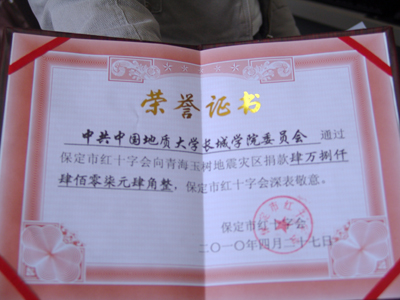 荣誉证书
中共中国地质大学长城学院委员会 通过
保定市红十字会向青海玉树地震灾区捐款肆万捌仟
肆佰零柒元肆角整，保定市红十字会深表敬意。
保定市红十字会
二〇一〇年四月二十七日